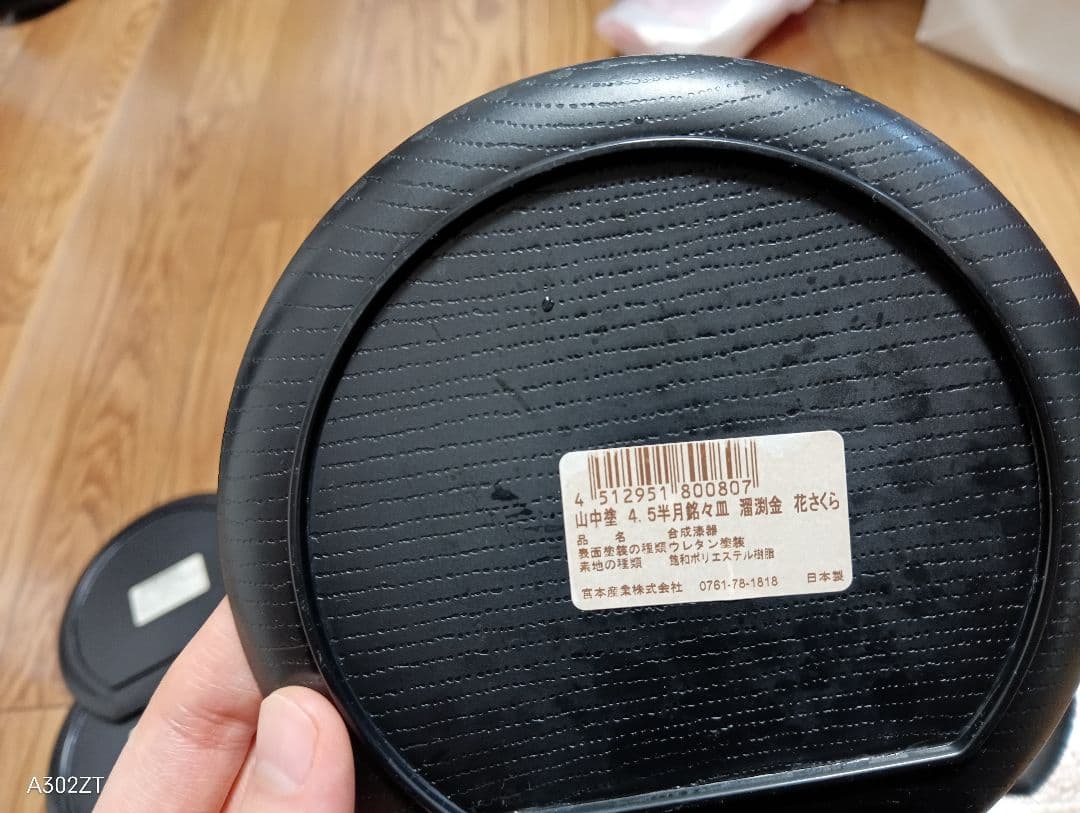 4 512951 800807
山中塗 4.5半月銘々皿 溜渕金 花さくら
品 名 合成漆器
表面塗装の種類 ウレタン塗装
素地の種類 飽和ポリエステル樹脂
宮本産業株式会社 0761-78-1818 日本製
A302ZT